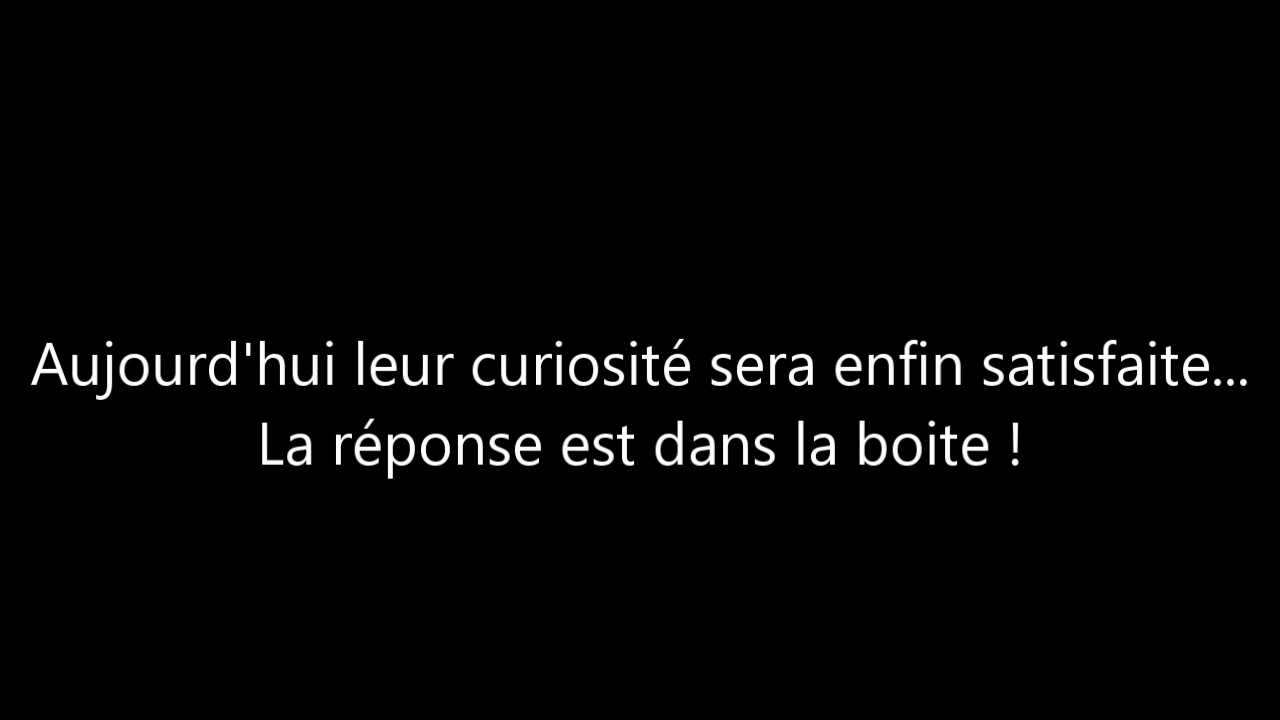 Aujourd'hui leur curiosité sera enfin satisfaite...
La réponse est dans la boite !